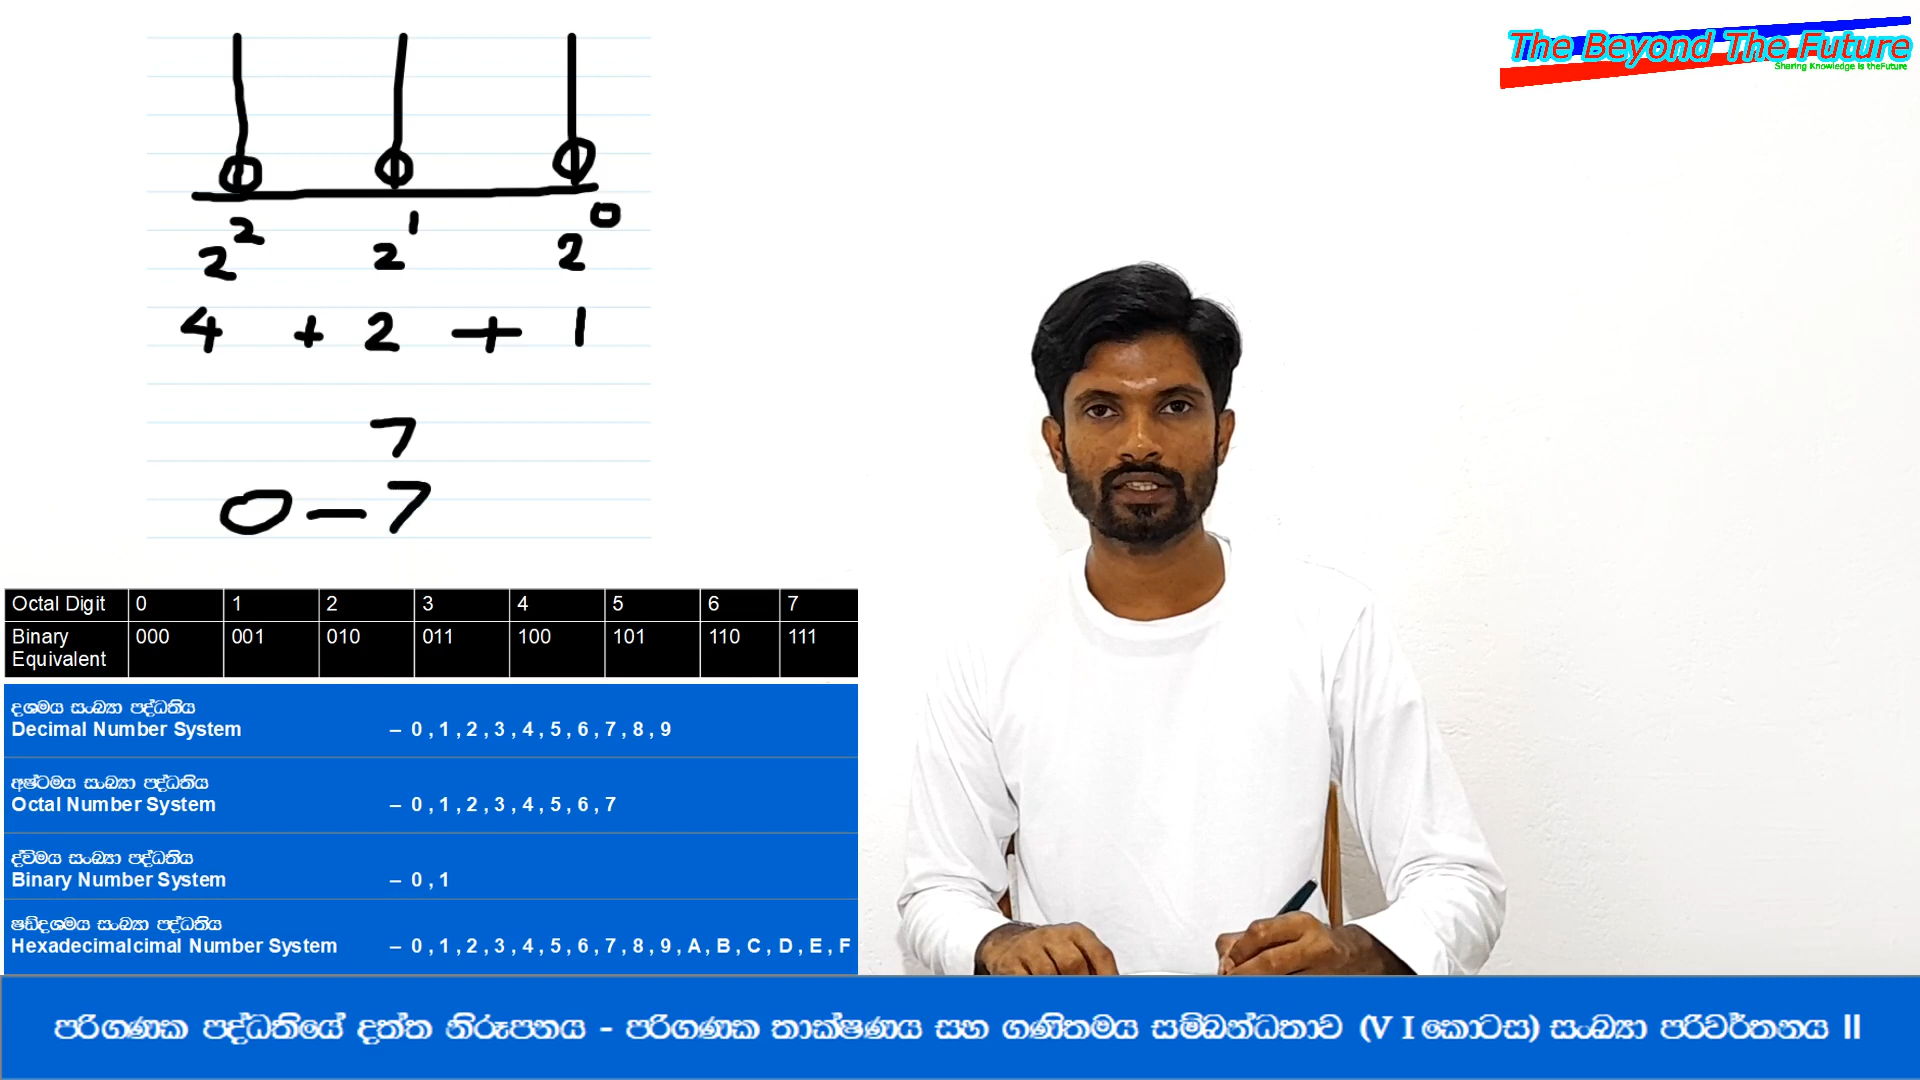 The Beyond The Future
Sharing Knowledge is theFuture
2² 2¹ 2⁰
4 + 2 + 1
7
0 – 7
Octal Digit 0 1 2 3 4 5 6 7
Binary Equivalent 000 001 010 011 100 101 110 111
දශමය සංඛ්‍යා පද්ධතිය
Decimal Number System – 0 , 1 , 2 , 3 , 4 , 5 , 6 , 7 , 8 , 9
අෂ්ටමය සංඛ්‍යා පද්ධතිය
Octal Number System – 0 , 1 , 2 , 3 , 4 , 5 , 6 , 7
ද්විමය සංඛ්‍යා පද්ධතිය
Binary Number System – 0 , 1
ෂඩ්දශමය සංඛ්‍යා පද්ධතිය
Hexadecimalcimal Number System – 0 , 1 , 2 , 3 , 4 , 5 , 6 , 7 , 8 , 9 , A , B , C , D , E , F
පරිගණක පද්ධතියේ දත්ත නිරූපනය - පරිගණක තාක්ෂණය සහ ගණිතමය සම්බන්ධතාව (V I කොටස) සංඛ්‍යා පරිවර්තනය II